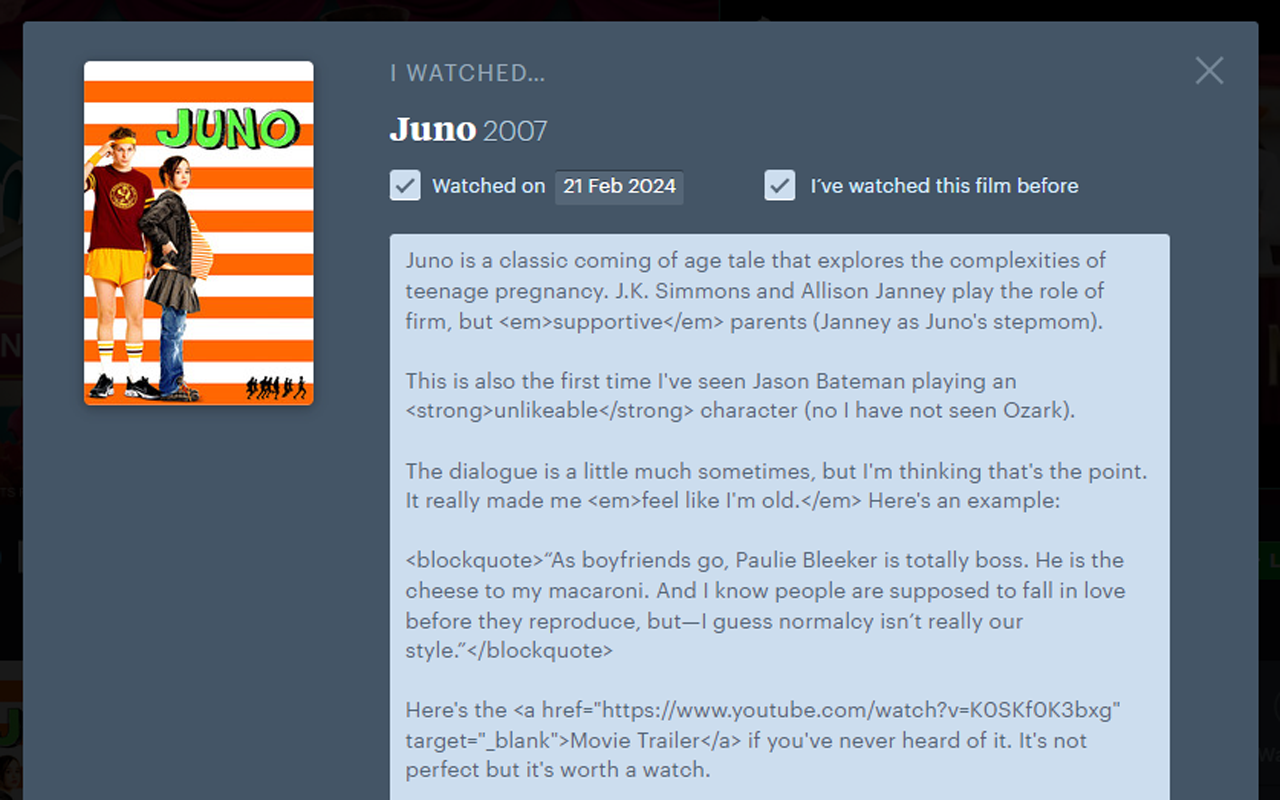 I WATCHED...
JUNO
Juno 2007
Watched on 21 Feb 2024
I've watched this film before
Juno is a classic coming of age tale that explores the complexities of
teenage pregnancy. J.K. Simmons and Allison Janney play the role of
firm, but <em>supportive</em> parents (Janney as Juno's stepmom).
This is also the first time I've seen Jason Bateman playing an
<strong>unlikeable</strong> character (no I have not seen Ozark).
The dialogue is a little much sometimes, but I'm thinking that's the point.
It really made me <em>feel like I'm old.</em> Here's an example:
<blockquote>“As boyfriends go, Paulie Bleeker is totally boss. He is the
cheese to my macaroni. And I know people are supposed to fall in love
before they reproduce, but—I guess normalcy isn’t really our
style.”</blockquote>
Here's the <a href="https://www.youtube.com/watch?v=K0SKf0K3bxg"
target="_blank">Movie Trailer</a> if you've never heard of it. It's not
perfect but it's worth a watch.